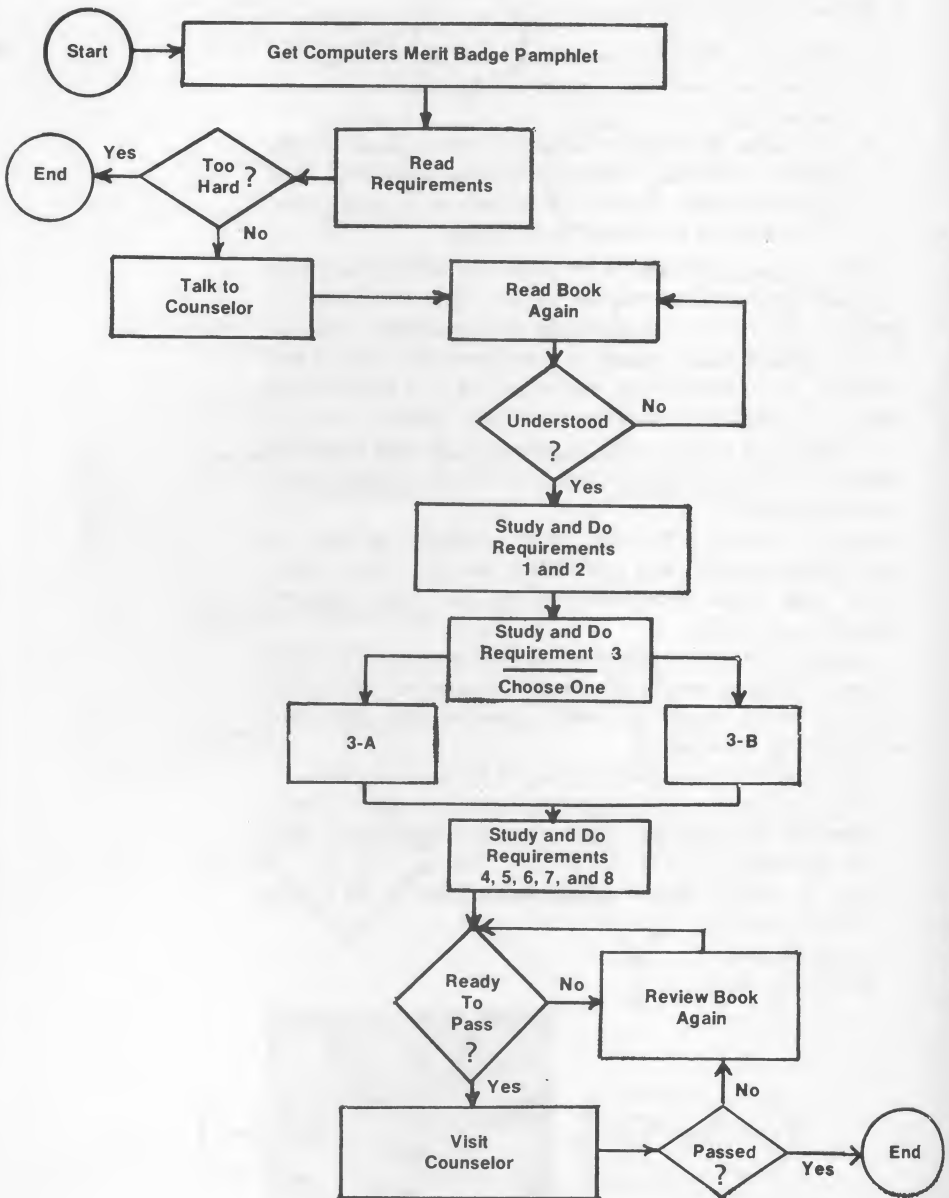 Start
Get Computers Merit Badge Pamphlet
Read
Requirements
Too
Hard ?
Yes
End
No
Talk to
Counselor
Read Book
Again
Understood
?
No
Yes
Study and Do
Requirements
1 and 2
Study and Do
Requirement 3
Choose One
3-A
3-B
Study and Do
Requirements
4, 5, 6, 7, and 8
Ready
To
Pass
?
No
Review Book
Again
Yes
Visit
Counselor
Passed
?
No
Yes
End